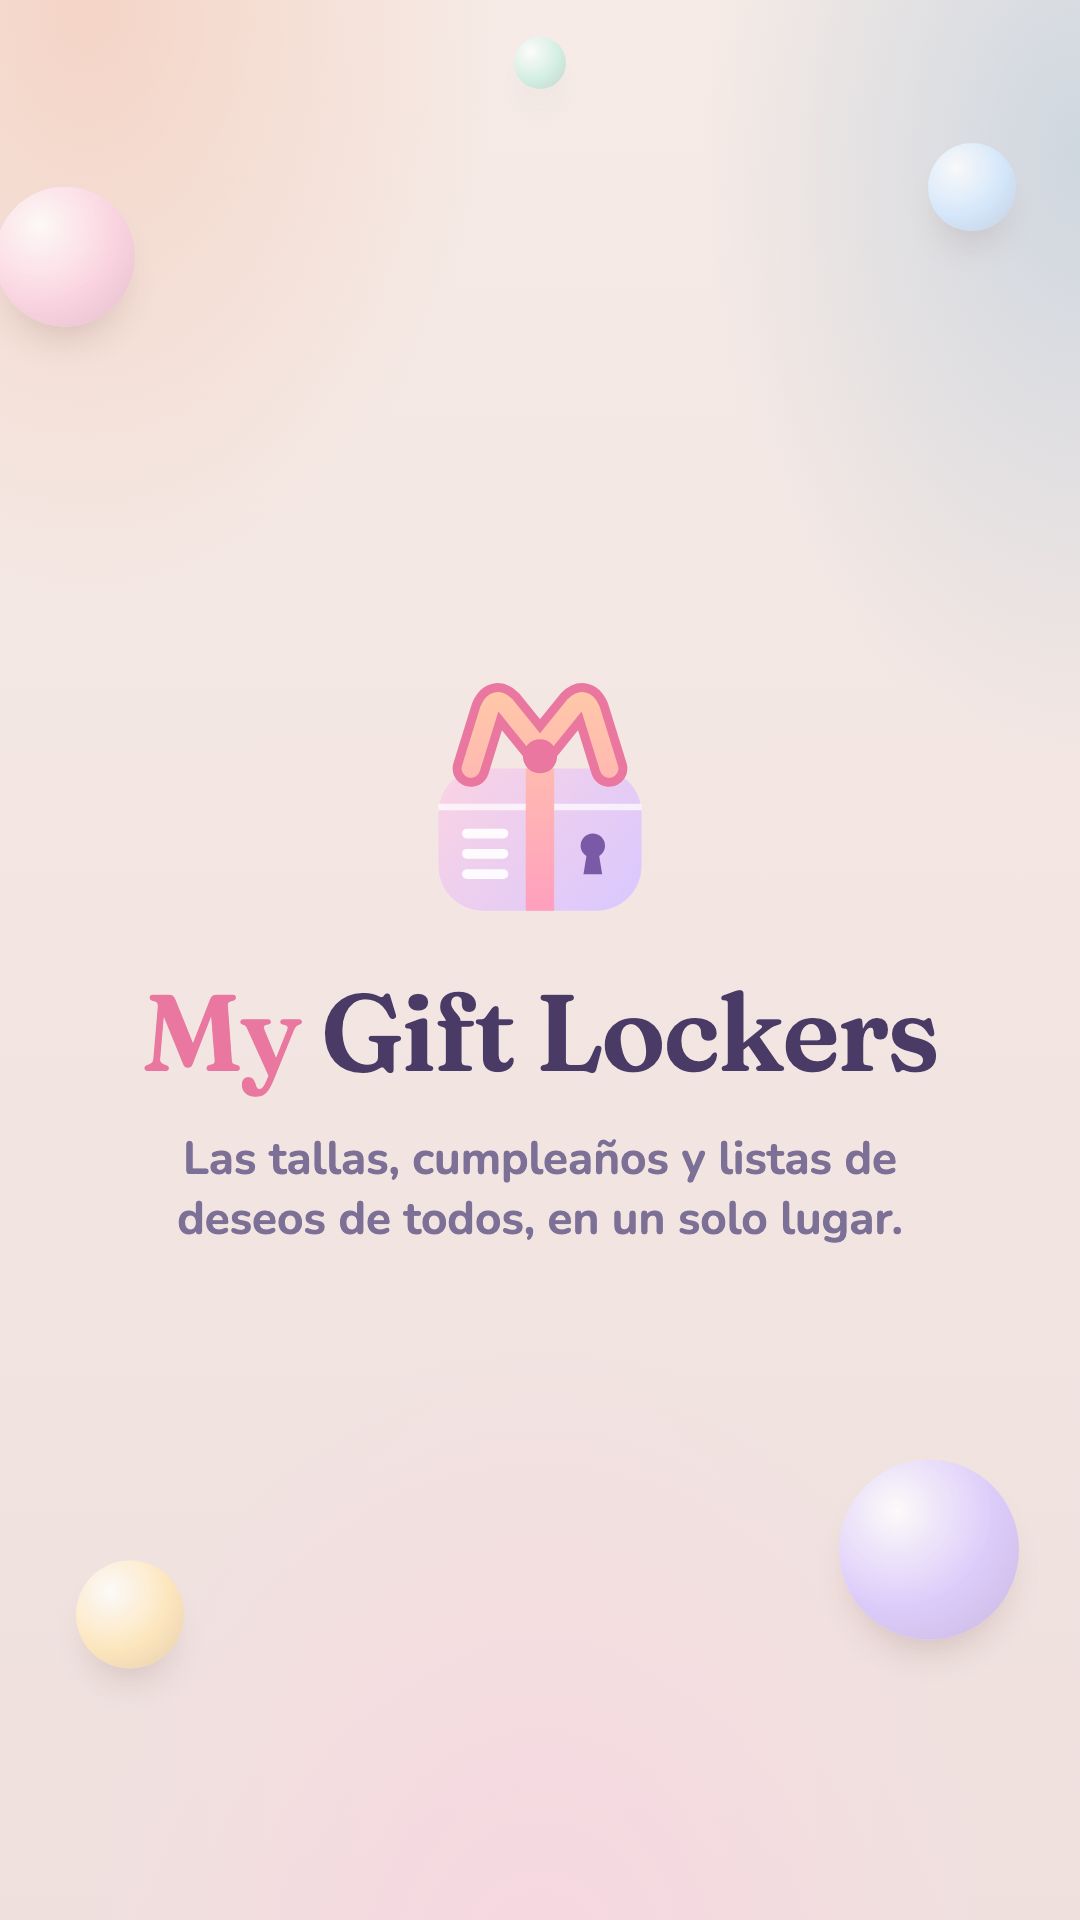 My Gift Lockers
Las tallas, cumpleaños y listas de
deseos de todos, en un solo lugar.